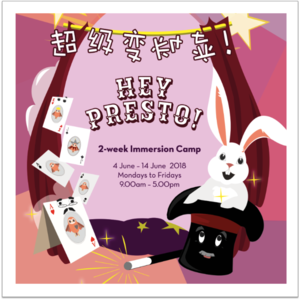 超级变变变！
HEY
PRESTO!
2-week Immersion Camp
4 June - 14 June 2018
Mondays to Fridays
9.00am - 5.00pm